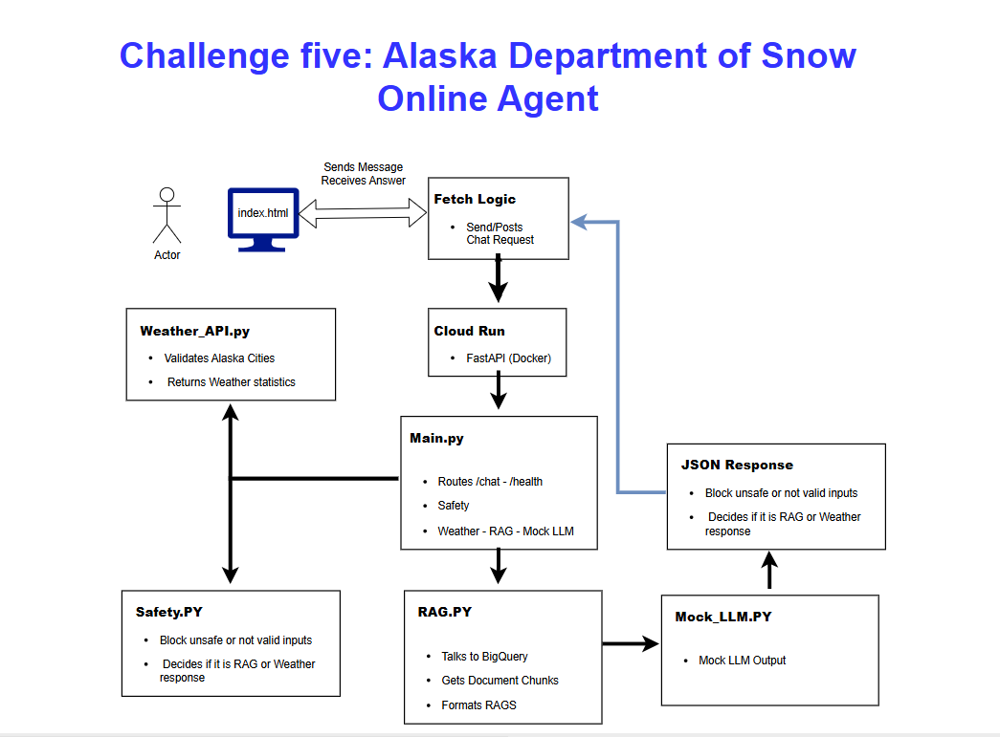 Challenge five: Alaska Department of Snow
Online Agent
Sends Message
Receives Answer
Actor
index.html
Fetch Logic
• Send/Posts
Chat Request
Weather_API.py
• Validates Alaska Cities
• Returns Weather statistics
Cloud Run
• FastAPI (Docker)
Main.py
• Routes /chat - /health
• Safety
• Weather - RAG - Mock LLM
JSON Response
• Block unsafe or not valid inputs
• Decides if it is RAG or Weather
response
Safety.PY
• Block unsafe or not valid inputs
• Decides if it is RAG or Weather
response
RAG.PY
• Talks to BigQuery
• Gets Document Chunks
• Formats RAGS
Mock_LLM.PY
• Mock LLM Output